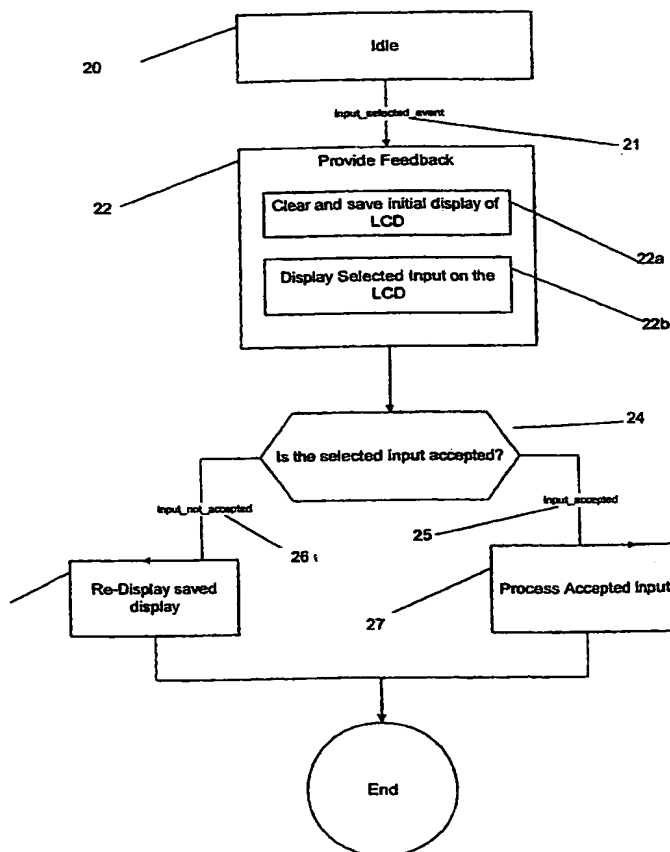 Idle
20
input_selected_event
21
Provide Feedback
22
Clear and save initial display of
LCD
22a
Display Selected Input on the
LCD
22b
24
Is the selected input accepted?
input_not_accepted
input_accepted
25
26
Re-Display saved
display
Process Accepted Input
27
End